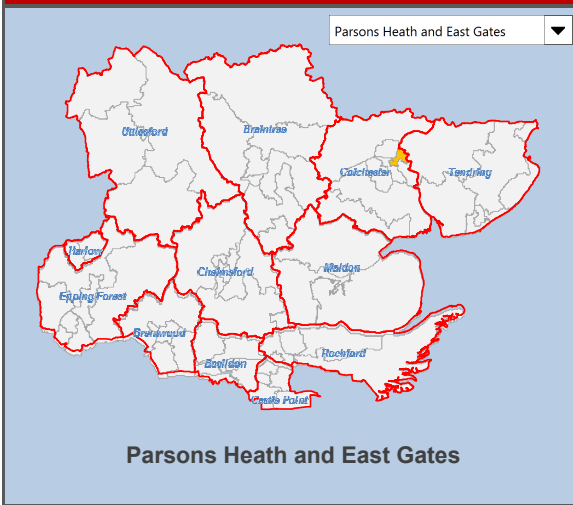 Parsons Heath and East Gates
Uttlesford
Braintree
Colchester
Tendring
Harlow
Chelmsford
Maldon
Epping Forest
Brentwood
Rochford
Basildon
Castle Point
Parsons Heath and East Gates